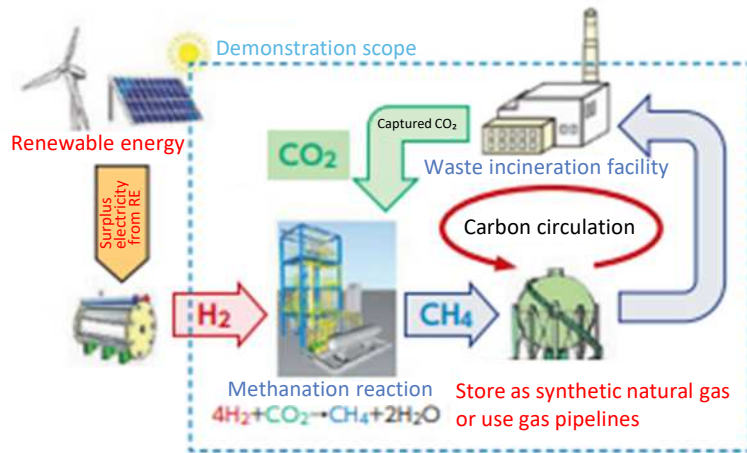 Demonstration scope
Renewable energy
Captured CO₂
CO₂
Waste incineration facility
Surplus
electricity
from RE
Carbon circulation
H₂
CH₄
Methanation reaction
4H₂+CO₂→CH₄+2H₂O
Store as synthetic natural gas
or use gas pipelines